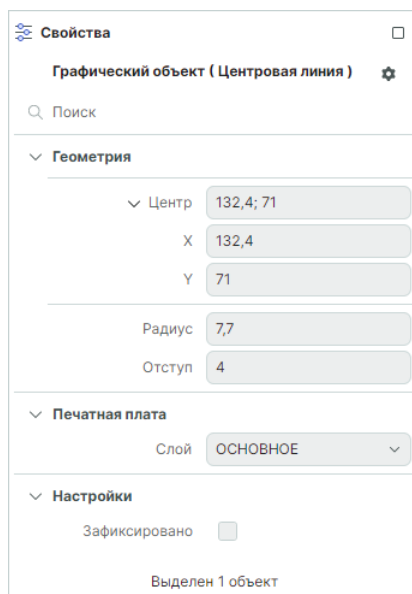 Свойства
Графический объект ( Центровая линия )
Поиск
Геометрия
Центр 132,4; 71
X 132,4
Y 71
Радиус 7,7
Отступ 4
Печатная плата
Слой ОСНОВНОЕ
Настройки
Зафиксировано
Выделен 1 объект